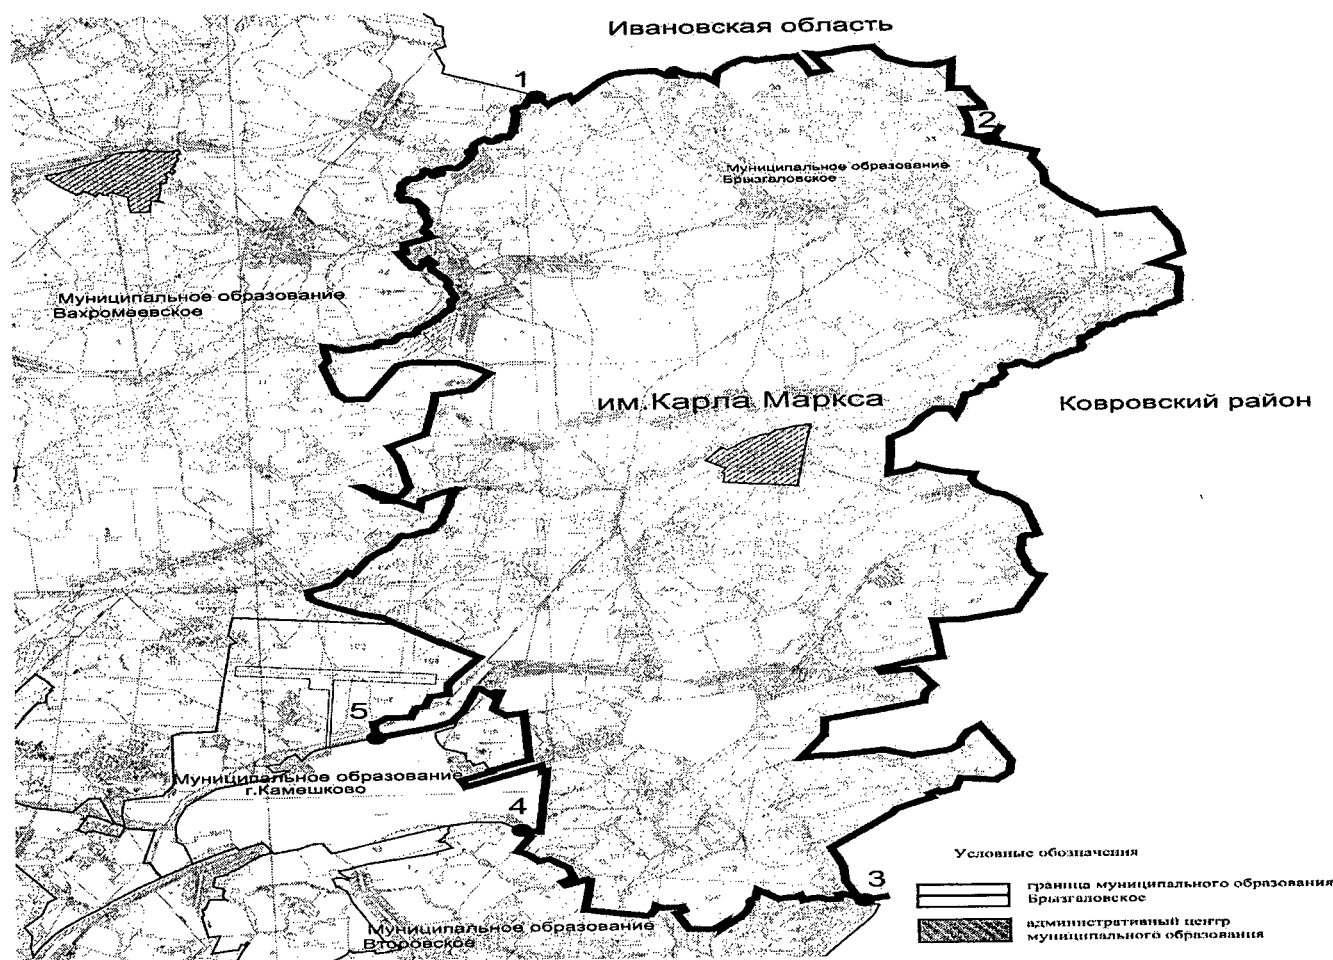 Ивановская область
1
2
Муниципальное образование
Брызгаловское
Муниципальное образование
Вахромеевское
им.Карла Маркса
Ковровский район
5
Муниципальное образование
г.Камешково
4
Условные обозначения
3
граница муниципального образования
Брызгаловское
административный центр
муниципального образования
Муниципальное образование
Второвское